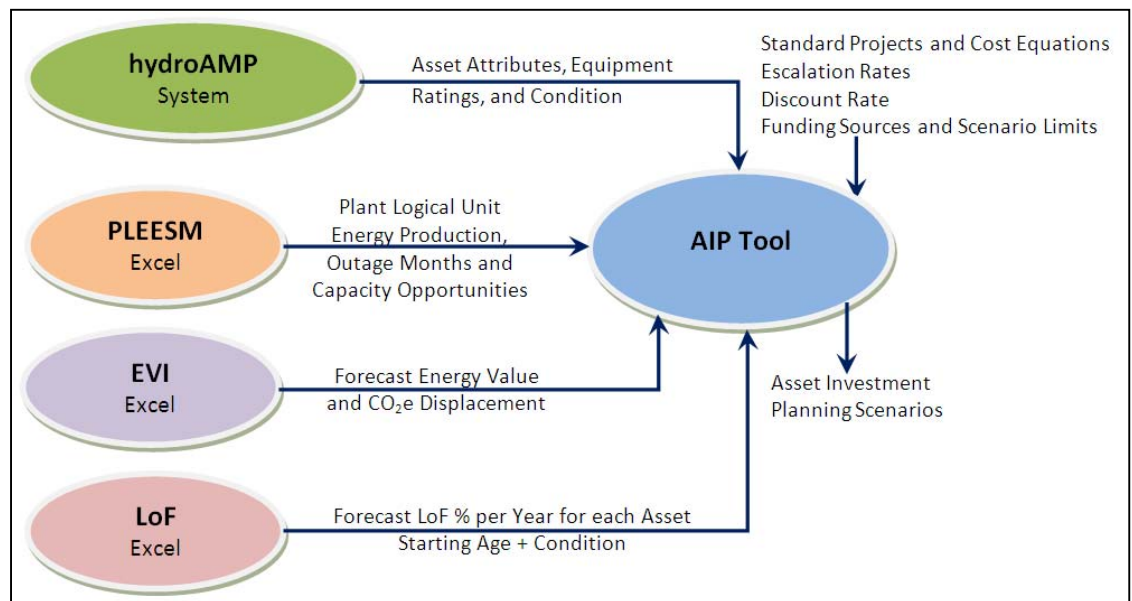 hydroAMP
System
Asset Attributes, Equipment
Ratings, and Condition
Standard Projects and Cost Equations
Escalation Rates
Discount Rate
Funding Sources and Scenario Limits
PLEESM
Excel
Plant Logical Unit
Energy Production,
Outage Months and
Capacity Opportunities
AIP Tool
EVI
Excel
Forecast Energy Value
and CO₂e Displacement
Asset Investment
Planning Scenarios
LoF
Excel
Forecast LoF % per Year for each Asset
Starting Age + Condition